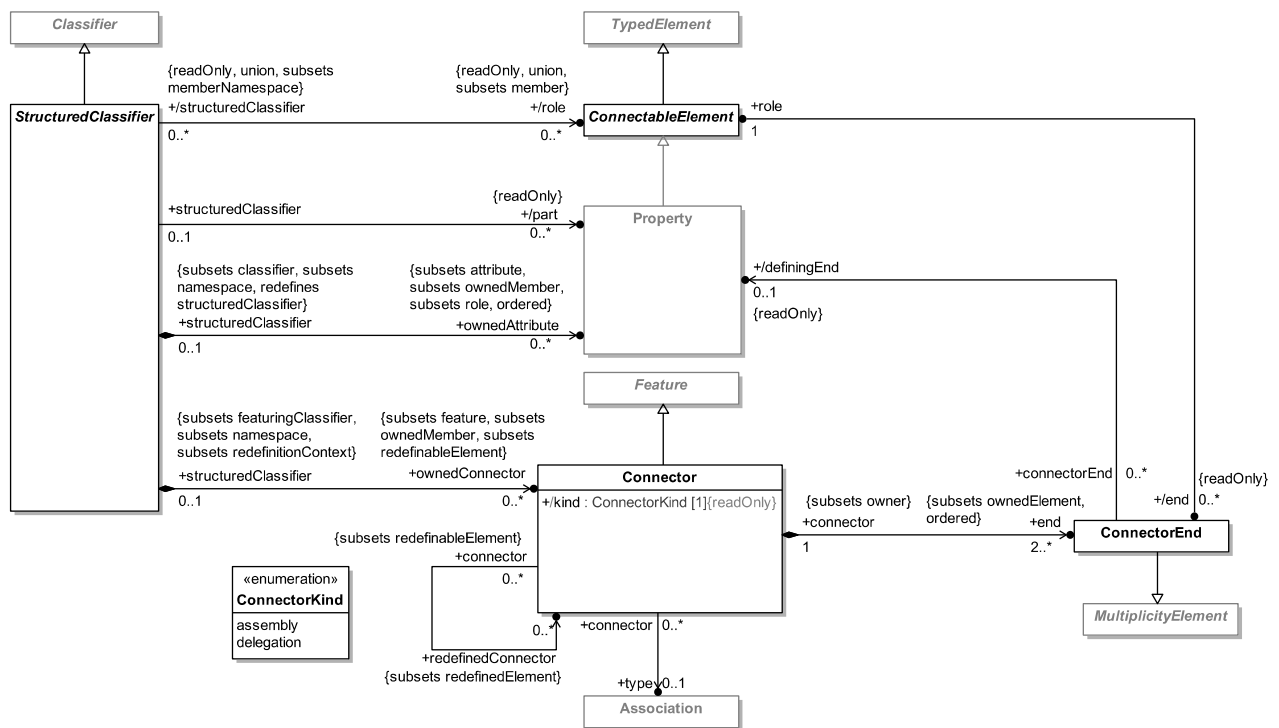 Classifier
TypedElement
{readOnly, union, subsets
memberNamespace}
+/structuredClassifier
0..*
{readOnly, union,
subsets member}
+/role
0..*
StructuredClassifier
ConnectableElement
+role
1
{readOnly}
+structuredClassifier
+/part
0..1
0..*
Property
{subsets classifier, subsets
namespace, redefines
structuredClassifier}
+structuredClassifier
0..1
{subsets attribute,
subsets ownedMember,
subsets role, ordered}
+ownedAttribute
0..*
+/definingEnd
0..1
{readOnly}
Feature
{subsets featuringClassifier,
subsets namespace,
subsets redefinitionContext}
+structuredClassifier
0..1
{subsets feature, subsets
ownedMember, subsets
redefinableElement}
+ownedConnector
0..*
Connector
+/kind : ConnectorKind [1]{readOnly}
+connectorEnd
0..*
{readOnly}
+/end
0..*
{subsets owner}
+connector
1
{subsets ownedElement,
ordered}
+end
2..*
ConnectorEnd
{subsets redefinableElement}
+connector
0..*
«enumeration»
ConnectorKind
assembly
delegation
0..*
+redefinedConnector
{subsets redefinedElement}
+connector
0..*
MultiplicityElement
+type
0..1
Association